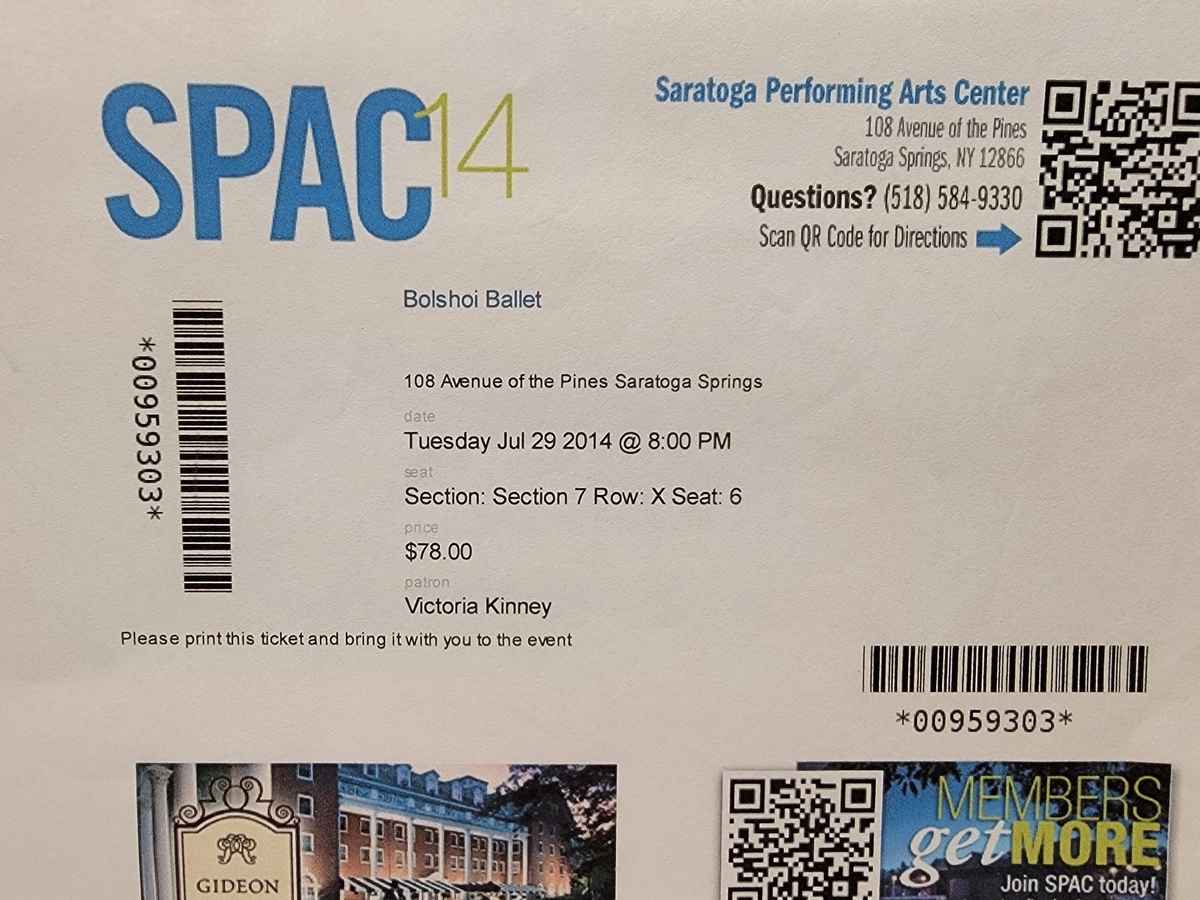 SPAC14
Saratoga Performing Arts Center
108 Avenue of the Pines
Saratoga Springs, NY 12866
Questions? (518) 584-9330
Scan QR Code for Directions
*00959303*
Bolshoi Ballet
108 Avenue of the Pines Saratoga Springs
date
Tuesday Jul 29 2014 @ 8:00 PM
seat
Section: Section 7 Row: X Seat: 6
price
$78.00
patron
Victoria Kinney
Please print this ticket and bring it with you to the event
*00959303*
GIDEON
MEMBERS
getMORE
Join SPAC today!